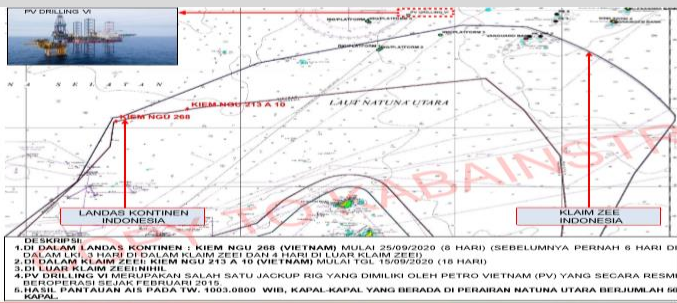 PV DRILLING VI
PV DRILLING VI
NA SELATAN
KIEM NGU 213 A 10
LAUT NATUNA UTARA
KIEM NGU 268
LANDAS KONTINEN
INDONESIA
KLAIM ZEE
INDONESIA
DESKRIPSI:
1.DI DALAM LANDAS KONTINEN : KIEM NGU 268 (VIETNAM) MULAI 25/09/2020 (8 HARI) (SEBELUMNYA PERNAH 6 HARI DI
DALAM LKI, 3 HARI DI DALAM KLAIM ZEEI DAN 4 HARI DI LUAR KLAIM ZEEI)
2.DI DALAM KLAIM ZEEI: KIEM NGU 213 A 10 (VIETNAM) MULAI TGL 15/09/2020 (18 HARI)
3.DI LUAR KLAIM ZEEI:NIHIL
4.PV DRILLING VI MERUPAKAN SALAH SATU JACKUP RIG YANG DIMILIKI OLEH PETRO VIETNAM (PV) YANG SECARA RESMI
BEROPERASI SEJAK FEBRUARI 2015.
5.HASIL PANTAUAN AIS PADA TW. 1003.0800 WIB, KAPAL-KAPAL YANG BERADA DI PERAIRAN NATUNA UTARA BERJUMLAH
KAPAL.